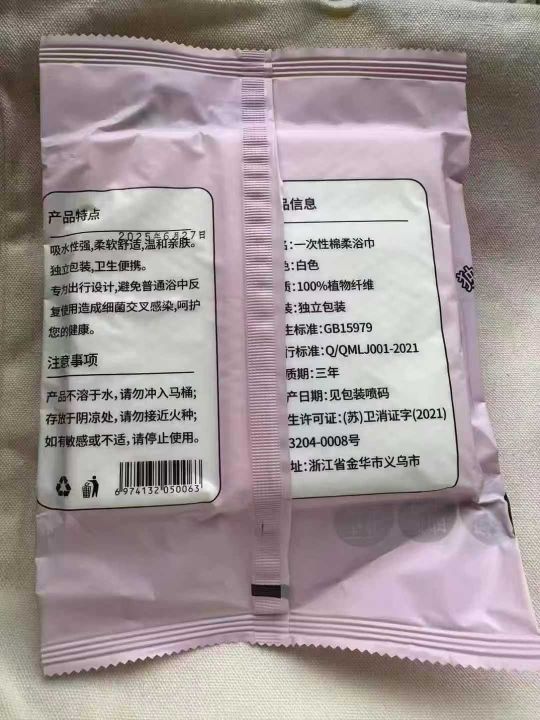 产品特点
2025年6月27日
吸水性强,柔软舒适,温和亲肤。
独立包装,卫生便携。
专为出行设计,避免普通浴巾反
复使用造成细菌交叉感染,呵护
您的健康。
注意事项
产品不溶于水,请勿冲入马桶;
存放于阴凉处,请勿接近火种;
如有敏感或不适,请停止使用。
6 974132 050063
品信息
名:一次性棉柔浴巾
色:白色
质:100%植物纤维
装:独立包装
生标准:GB15979
行标准:Q/QMLJ001-2021
质期:三年
产日期:见包装喷码
生许可证:(苏)卫消证字(2021)
3204-0008号
址:浙江省金华市义乌市